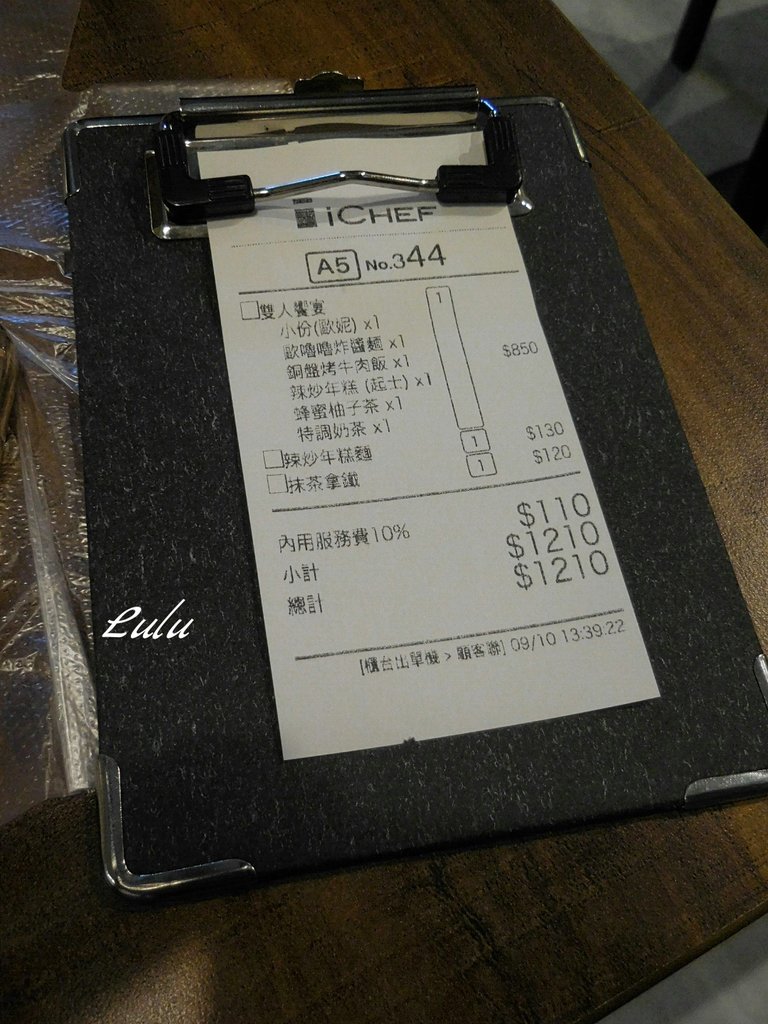 iCHEF
A5 No.344
雙人饗宴 1 $850
小份(歐妮) x1
歐嚕嚕炸醬麵 x1
銅盤烤牛肉飯 x1
辣炒年糕 (起士) x1
蜂蜜柚子茶 x1
特調奶茶 x1
辣炒年糕麵 1 $130
抹茶拿鐵 1 $120
內用服務費10% $110
小計 $1210
總計 $1210
[櫃台出單機 > 顧客聯] 09/10 13:39:22
Lulu